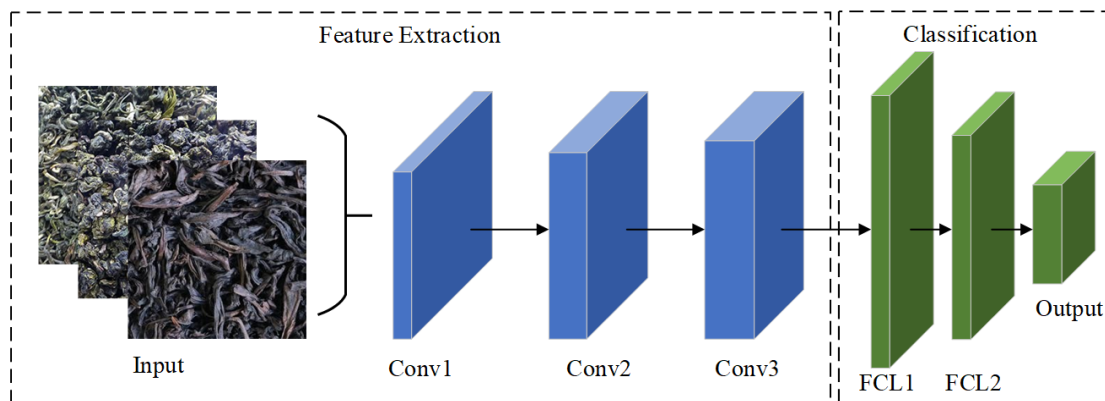 Feature Extraction
Classification
Input
Conv1
Conv2
Conv3
FCL1
FCL2
Output